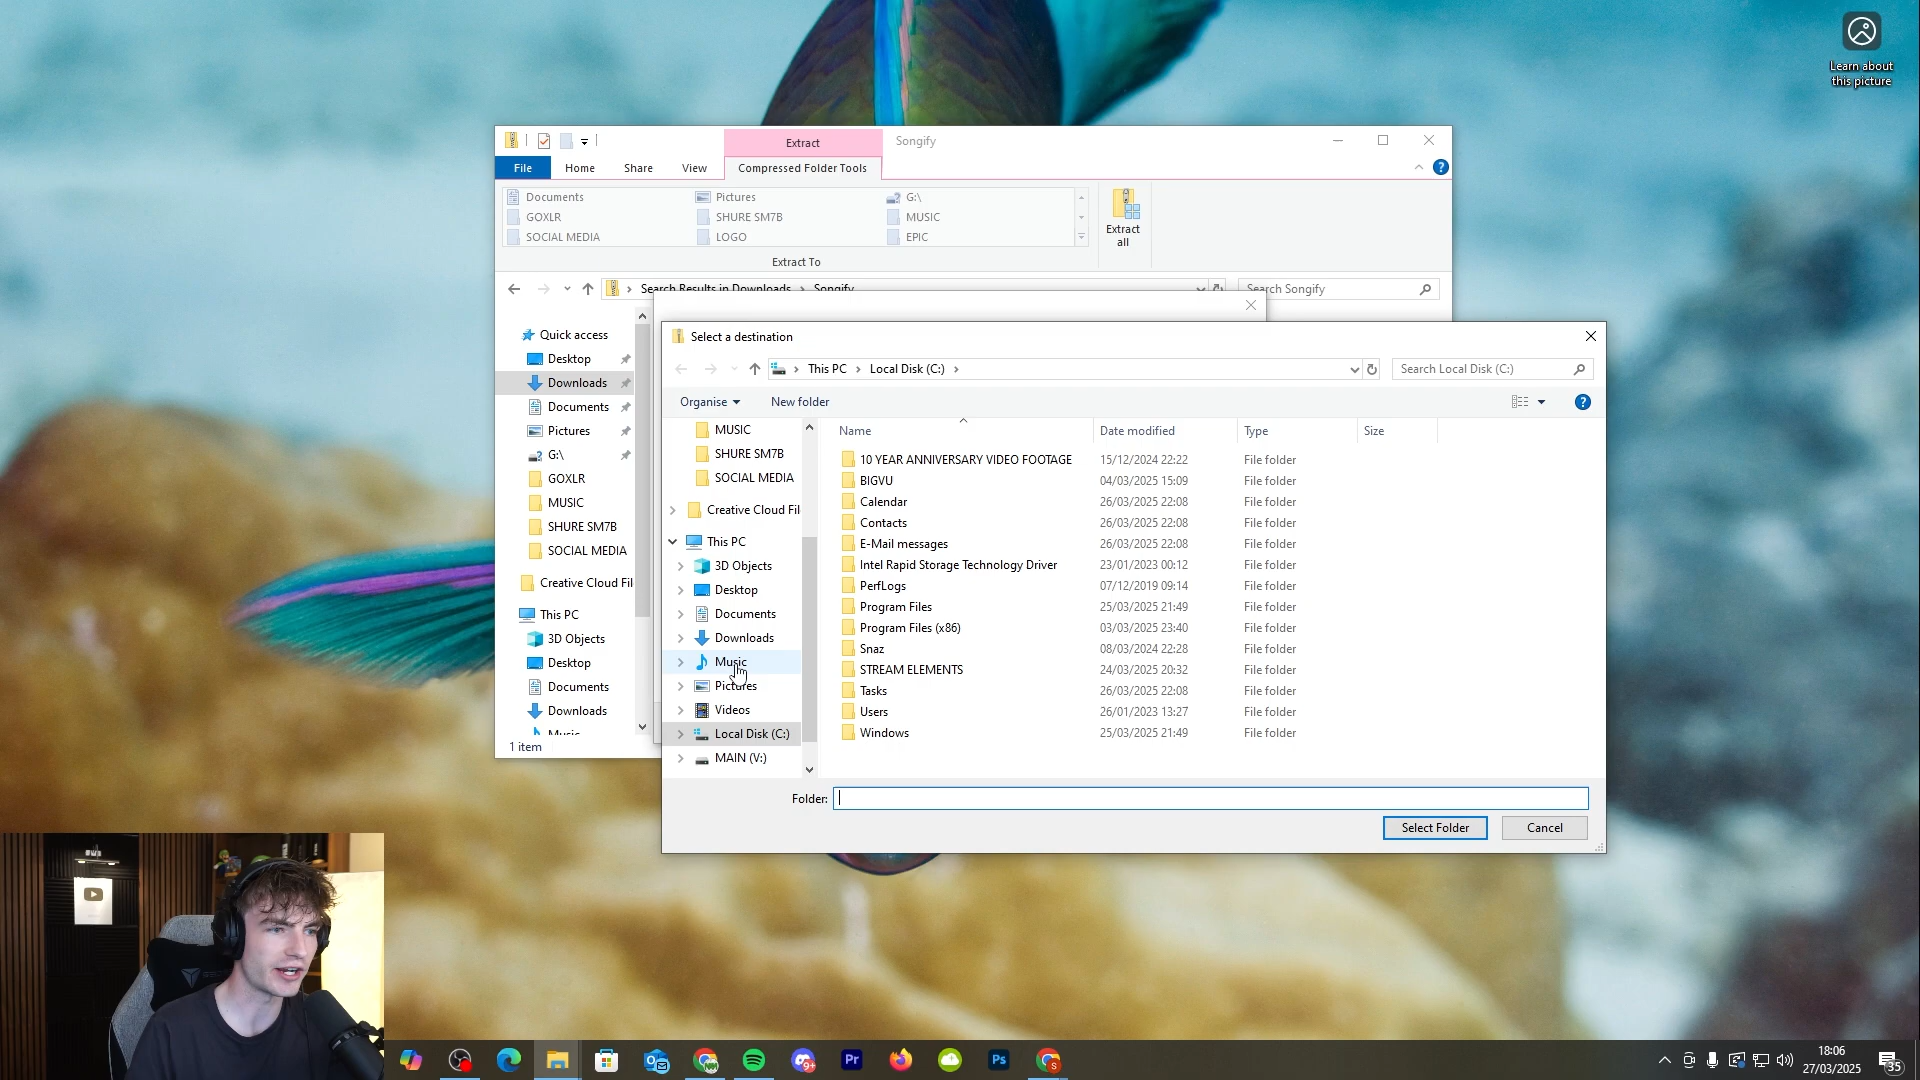 Learn about
this picture
Extract
Songify
File
Home
Share
View
Compressed Folder Tools
Documents
Pictures
G:\
GOXLR
SHURE SM7B
MUSIC
SOCIAL MEDIA
LOGO
EPIC
Extract
all
Extract To
Search Results in Downloads
Songify
Search Songify
Quick access
Desktop
Downloads
Documents
Pictures
G:\
GOXLR
MUSIC
SHURE SM7B
SOCIAL MEDIA
Creative Cloud Fil
This PC
3D Objects
Desktop
Documents
Downloads
Music
1 item
Select a destination
This PC
Local Disk (C:)
Search Local Disk (C:)
Organise
New folder
MUSIC
SHURE SM7B
SOCIAL MEDIA
Creative Cloud Fil
This PC
3D Objects
Desktop
Documents
Downloads
Music
Pictures
Videos
Local Disk (C:)
MAIN (V:)
Name
Date modified
Type
Size
10 YEAR ANNIVERSARY VIDEO FOOTAGE 15/12/2024 22:22 File folder
BIGVU 04/03/2025 15:09 File folder
Calendar 26/03/2025 22:08 File folder
Contacts 26/03/2025 22:08 File folder
E-Mail messages 26/03/2025 22:08 File folder
Intel Rapid Storage Technology Driver 23/01/2023 00:12 File folder
PerfLogs 07/12/2019 09:14 File folder
Program Files 25/03/2025 21:49 File folder
Program Files (x86) 03/03/2025 23:40 File folder
Snaz 08/03/2024 22:28 File folder
STREAM ELEMENTS 24/03/2025 20:32 File folder
Tasks 26/03/2025 22:08 File folder
Users 26/01/2023 13:27 File folder
Windows 25/03/2025 21:49 File folder
Folder:
Select Folder
Cancel
Pr
Ps
18:06
27/03/2025
35